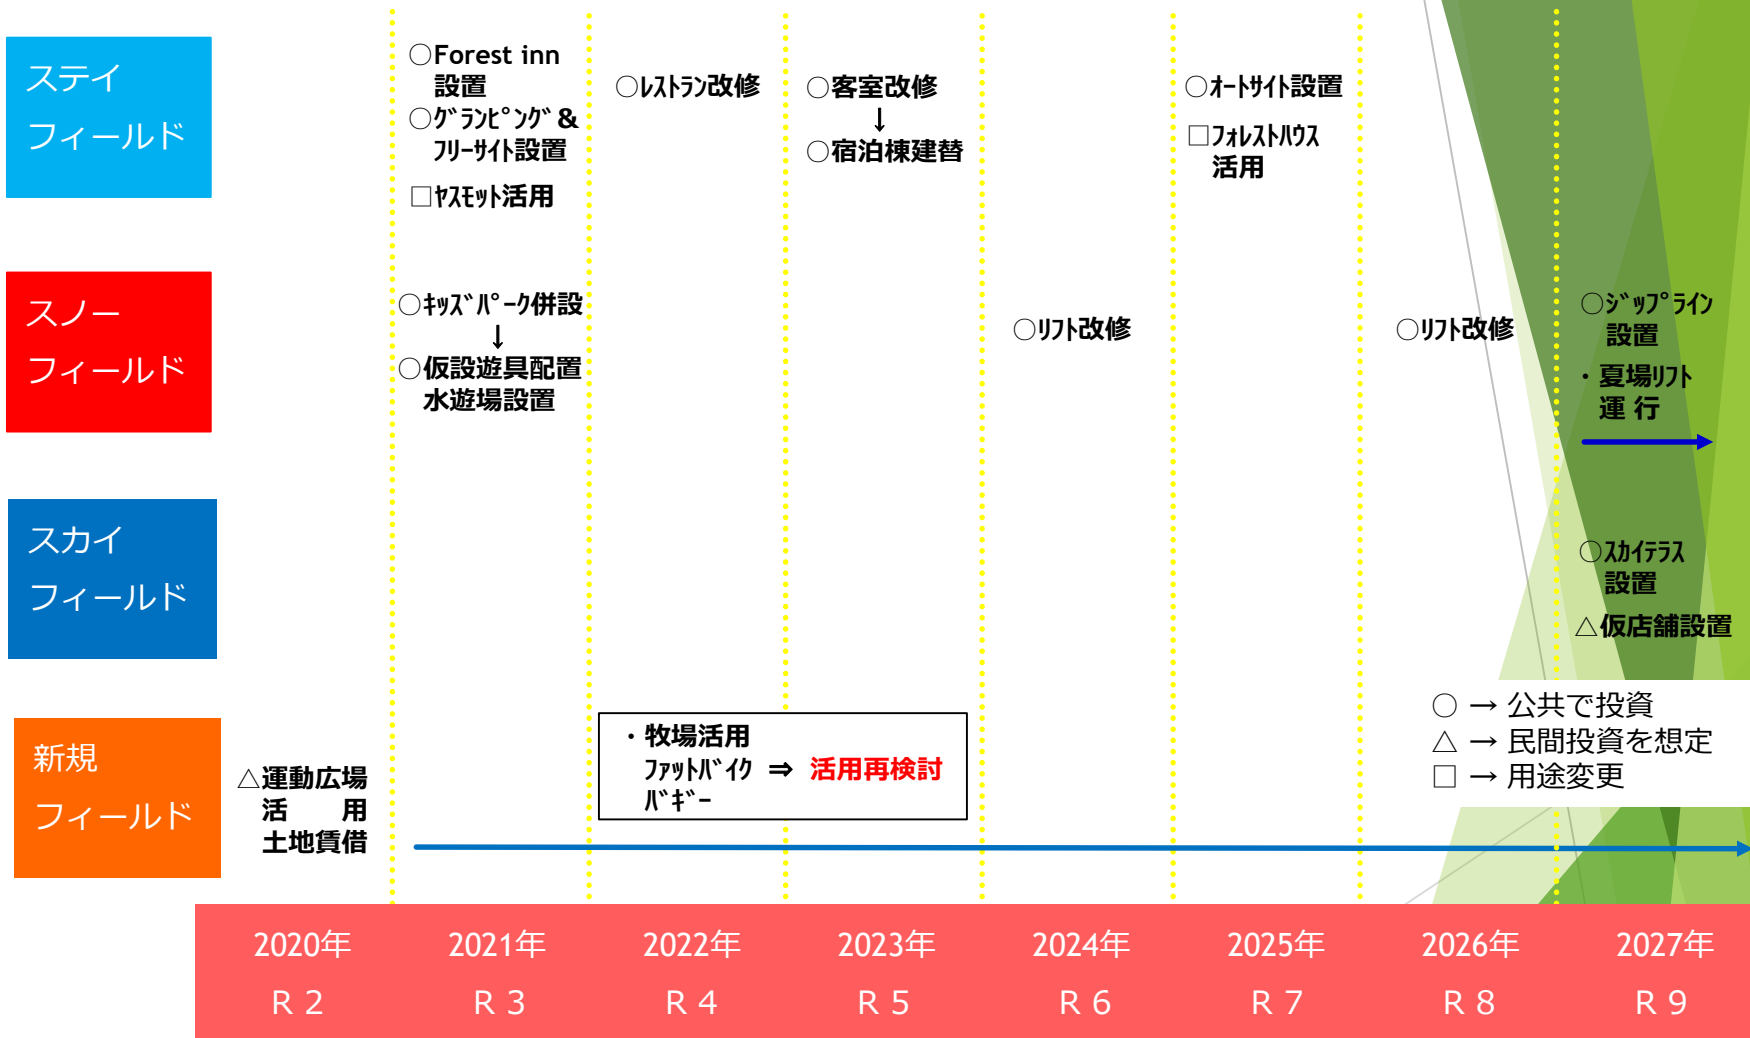 ステイ
フィールド
○Forest inn
設置
○ｸﾞﾗﾝﾋﾟﾝｸﾞ&
ﾌﾘｰｻｲﾄ設置
□ﾔｽﾓｯﾄ活用
○ﾚｽﾄﾗﾝ改修
○客室改修
↓
○宿泊棟建替
○ｵｰﾄｻｲﾄ設置
□ﾌｫﾚｽﾄﾊｳｽ
活用
スノー
フィールド
○ｷｯｽﾞﾊﾟｰｸ併設
↓
○仮設遊具配置
水遊場設置
○ﾘﾌﾄ改修
○ﾘﾌﾄ改修
○ｼﾞｯﾌﾟﾗｲﾝ
設置
・夏場ﾘﾌﾄ
運 行
スカイ
フィールド
○ｽｶｲﾃﾗｽ
設置
△仮店舗設置
新規
フィールド
△運動広場
活　　用
土地賃借
・牧場活用
ﾌｧｯﾄﾊﾞｲｸ ⇒ 活用再検討
ﾊﾞｷﾞｰ
○ → 公共で投資
△ → 民間投資を想定
□ → 用途変更
2020年 2021年 2022年 2023年 2024年 2025年 2026年 2027年
Ｒ２ Ｒ３ Ｒ４ Ｒ５ Ｒ６ Ｒ７ Ｒ８ Ｒ９